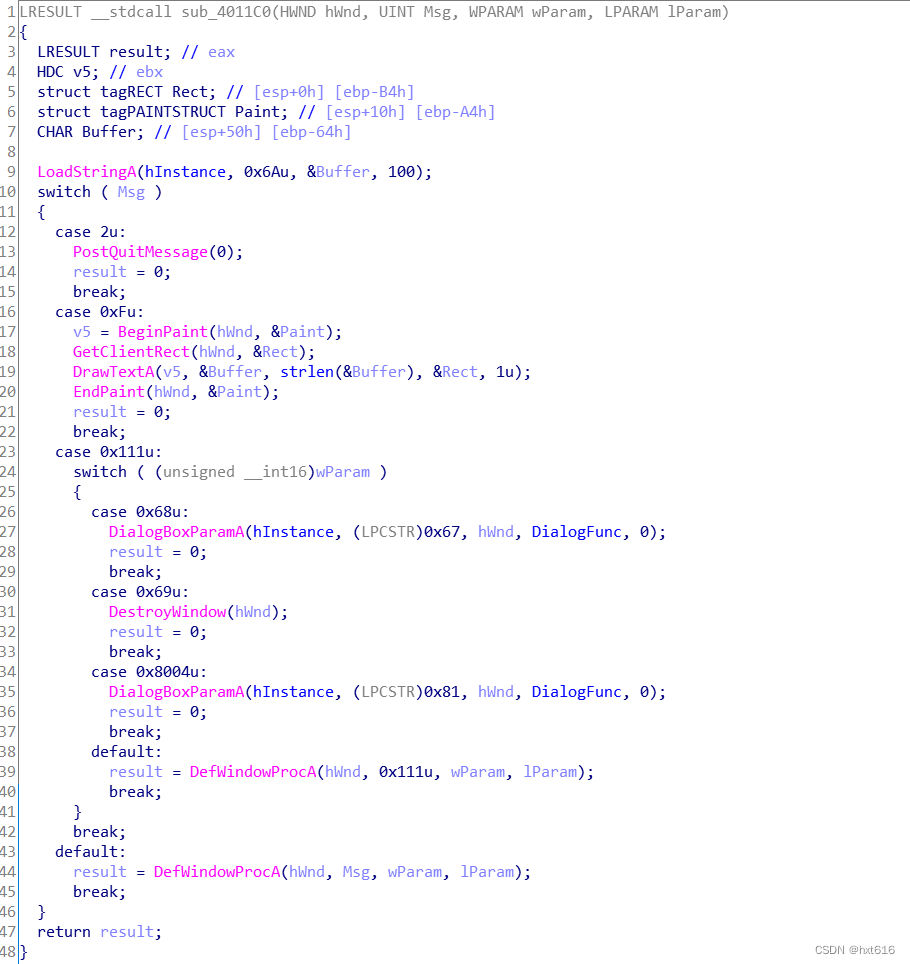 1 LRESULT __stdcall sub_4011C0(HWND hWnd, UINT Msg, WPARAM wParam, LPARAM lParam)
2 {
3   LRESULT result; // eax
4   HDC v5; // ebx
5   struct tagRECT Rect; // [esp+0h] [ebp-B4h]
6   struct tagPAINTSTRUCT Paint; // [esp+10h] [ebp-A4h]
7   CHAR Buffer; // [esp+50h] [ebp-64h]
8
9   LoadStringA(hInstance, 0x6Au, &Buffer, 100);
10   switch ( Msg )
11   {
12     case 2u:
13       PostQuitMessage(0);
14       result = 0;
15       break;
16     case 0xFu:
17       v5 = BeginPaint(hWnd, &Paint);
18       GetClientRect(hWnd, &Rect);
19       DrawTextA(v5, &Buffer, strlen(&Buffer), &Rect, 1u);
20       EndPaint(hWnd, &Paint);
21       result = 0;
22       break;
23     case 0x111u:
24       switch ( (unsigned __int16)wParam )
25       {
26         case 0x68u:
27           DialogBoxParamA(hInstance, (LPCSTR)0x67, hWnd, DialogFunc, 0);
28           result = 0;
29           break;
30         case 0x69u:
31           DestroyWindow(hWnd);
32           result = 0;
33           break;
34         case 0x8004u:
35           DialogBoxParamA(hInstance, (LPCSTR)0x81, hWnd, DialogFunc, 0);
36           result = 0;
37           break;
38         default:
39           result = DefWindowProcA(hWnd, 0x111u, wParam, lParam);
40           break;
41       }
42       break;
43     default:
44       result = DefWindowProcA(hWnd, Msg, wParam, lParam);
45       break;
46   }
47   return result;
48 }
CSDN @hxt616